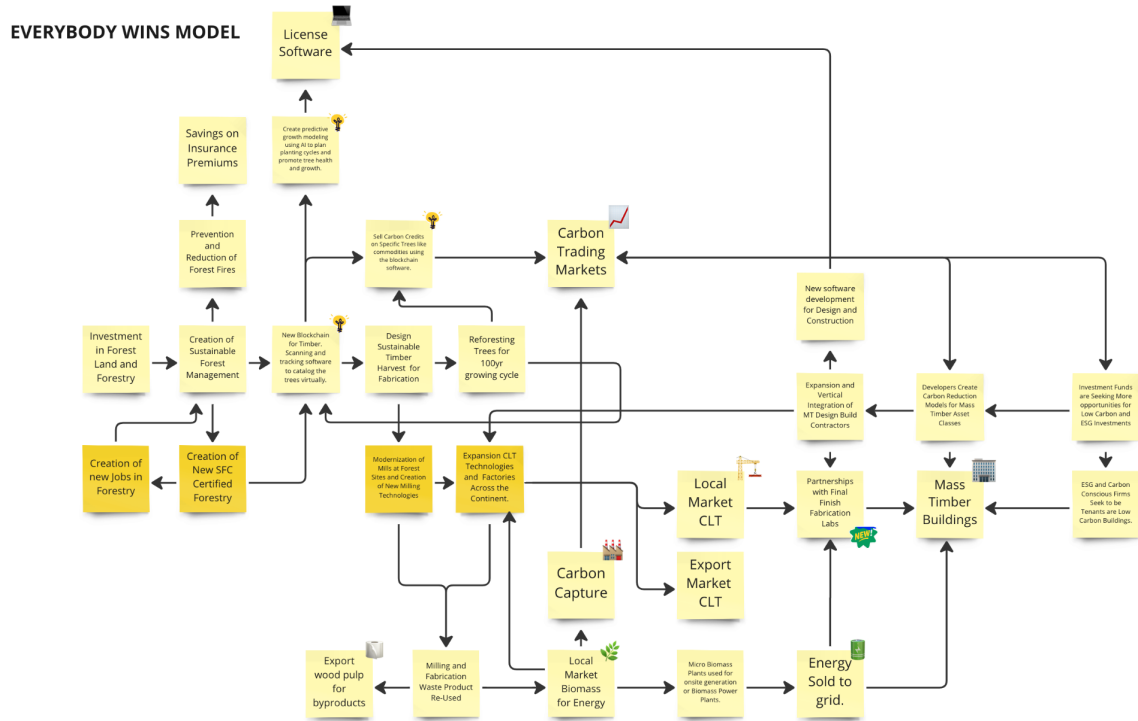 EVERYBODY WINS MODEL
License
Software
Savings on
Insurance
Premiums
Create predictive
growth modeling
using AI to plan
planting cycles and
promote tree health
and growth.
Prevention
and
Reduction of
Forest Fires
Sell Carbon Credits
on Specific Trees like
commodities using
the blockchain
software.
Carbon
Trading
Markets
New software
development
for Design and
Construction
Investment
in Forest
Land and
Forestry
Creation of
Sustainable
Forest
Management
New Blockchain
for Timber.
Scanning and
tracking software
to catalog the
trees virtually.
Design
Sustainable
Timber
Harvest for
Fabrication
Reforesting
Trees for
100yr
growing cycle
Expansion and
Vertical
Integration of
MT Design Build
Contractors
Developers Create
Carbon Reduction
Models for Mass
Timber Asset
Classes
Investment Funds
are Seeking More
opportunities for
Low Carbon and
ESG Investments
Creation of
new Jobs in
Forestry
Creation of
New SFC
Certified
Forestry
Modernization of
Mills at Forest
Sites and Creation
of New Milling
Technologies
Expansion CLT
Technologies
and Factories
Across the
Continent.
Local
Market
CLT
Partnerships
with Final
Finish
Fabrication
Labs
NEW!
Mass
Timber
Buildings
ESG and Carbon
Conscious Firms
Seek to be
Tenants are Low
Carbon Buildings.
Carbon
Capture
Export
Market
CLT
Export
wood pulp
for
byproducts
Milling and
Fabrication
Waste Product
Re-Used
Local
Market
Biomass
for Energy
Micro Biomass
Plants used for
onsite generation
or Biomass Power
Plants.
Energy
Sold to
grid.